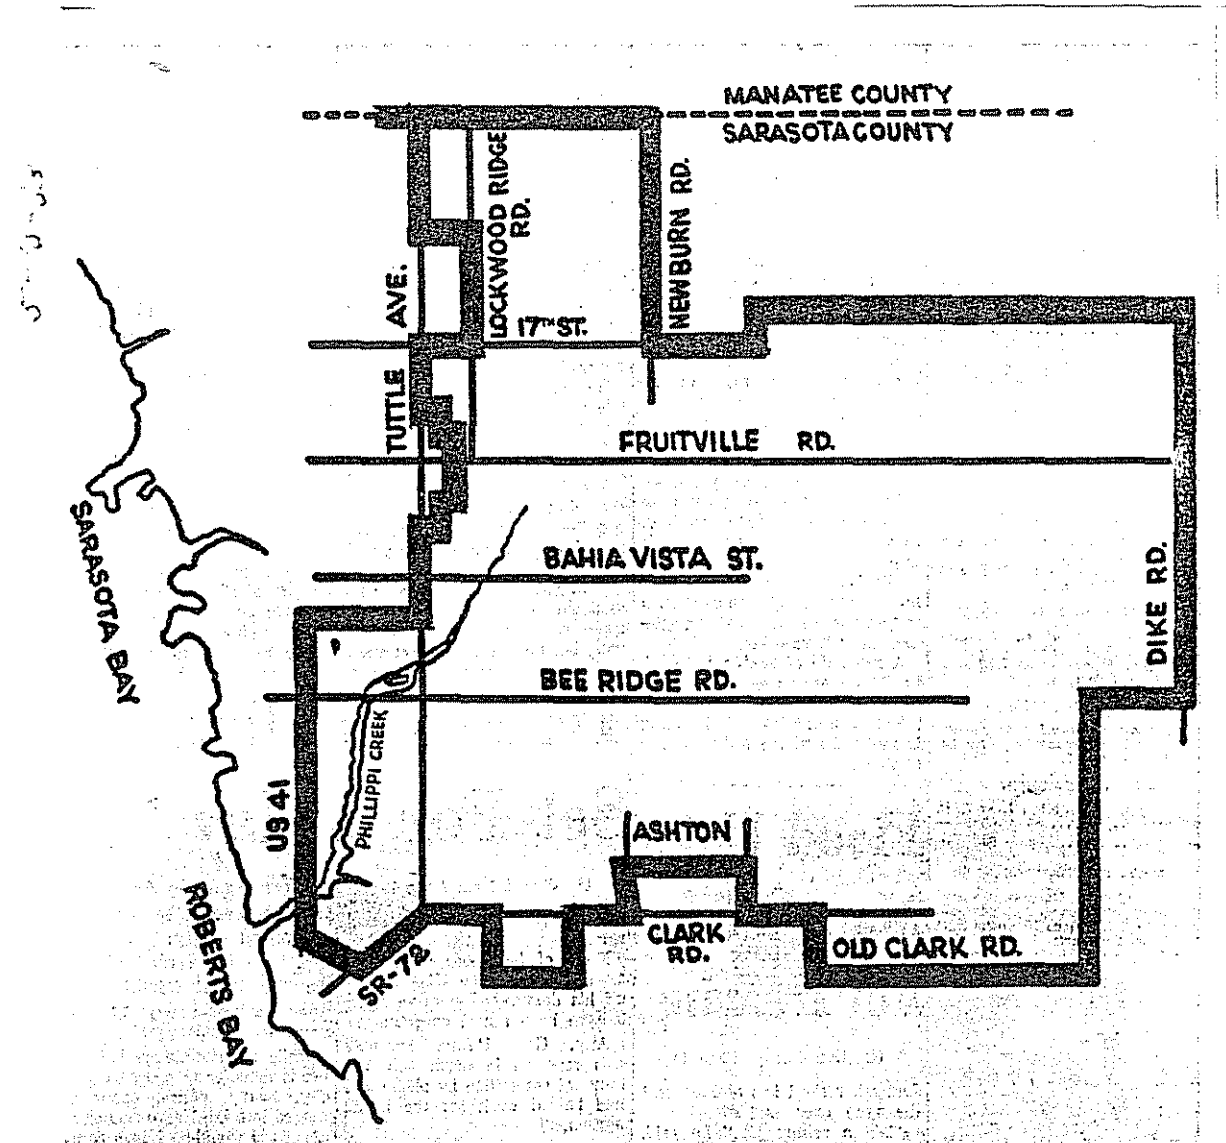 MANATEE COUNTY
SARASOTA COUNTY
LOCKWOOD RIDGE
RD.
NEWBURN RD.
TUTTLE AVE.
17TH ST.
FRUITVILLE RD.
SARASOTA BAY
BAHIA VISTA ST.
DIKE RD.
BEE RIDGE RD.
PHILLIPPI CREEK
US 41
ASHTON
ROBERTS BAY
CLARK
RD.
OLD CLARK RD.
SR-72